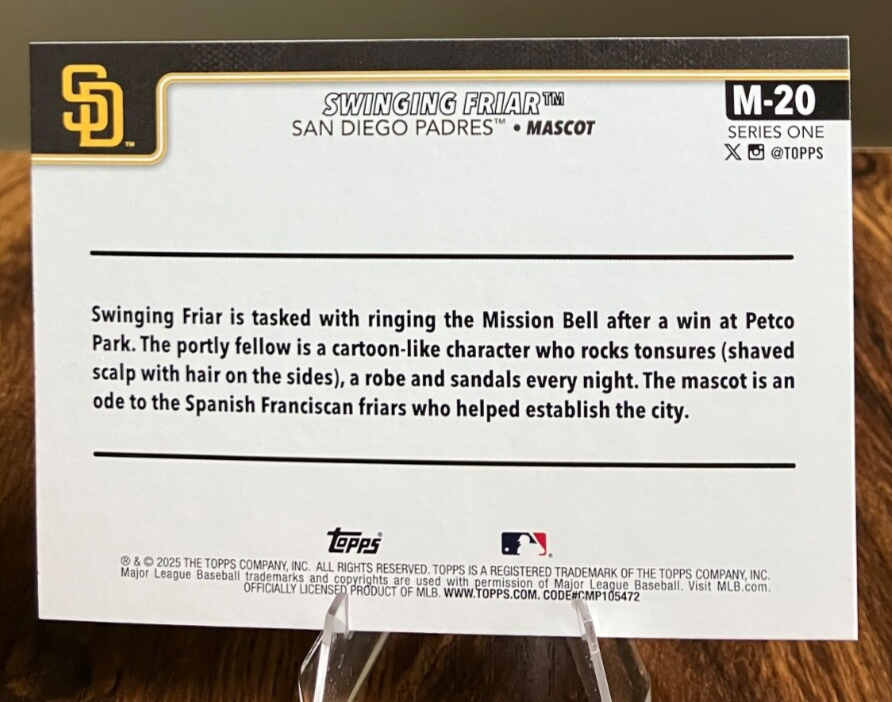 SD™
SWINGING FRIAR™
SAN DIEGO PADRES™ • MASCOT
M-20
SERIES ONE
X @TOPPS
Swinging Friar is tasked with ringing the Mission Bell after a win at Petco
Park. The portly fellow is a cartoon-like character who rocks tonsures (shaved
scalp with hair on the sides), a robe and sandals every night. The mascot is an
ode to the Spanish Franciscan friars who helped establish the city.
Topps®
® & © 2025 THE TOPPS COMPANY, INC. ALL RIGHTS RESERVED. TOPPS IS A REGISTERED TRADEMARK OF THE TOPPS COMPANY, INC.
Major League Baseball trademarks and copyrights are used with permission of Major League Baseball. Visit MLB.com.
OFFICIALLY LICENSED PRODUCT OF MLB. WWW.TOPPS.COM. CODE#CMP105472